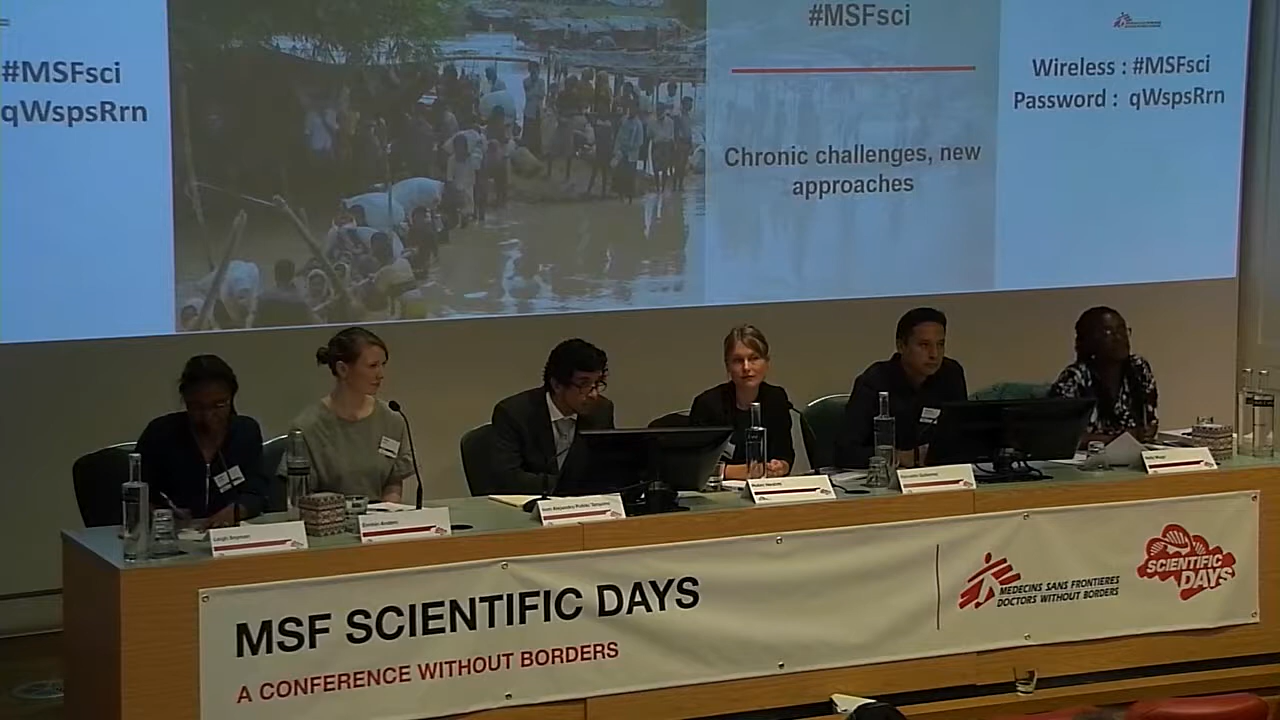 #MSFsci
qWspsRrn
#MSFsci
Chronic challenges, new
approaches
Wireless : #MSFsci
Password : qWspsRrn
MSF SCIENTIFIC DAYS
A CONFERENCE WITHOUT BORDERS
MEDECINS SANS FRONTIERES
DOCTORS WITHOUT BORDERS
SCIENTIFIC
DAYS